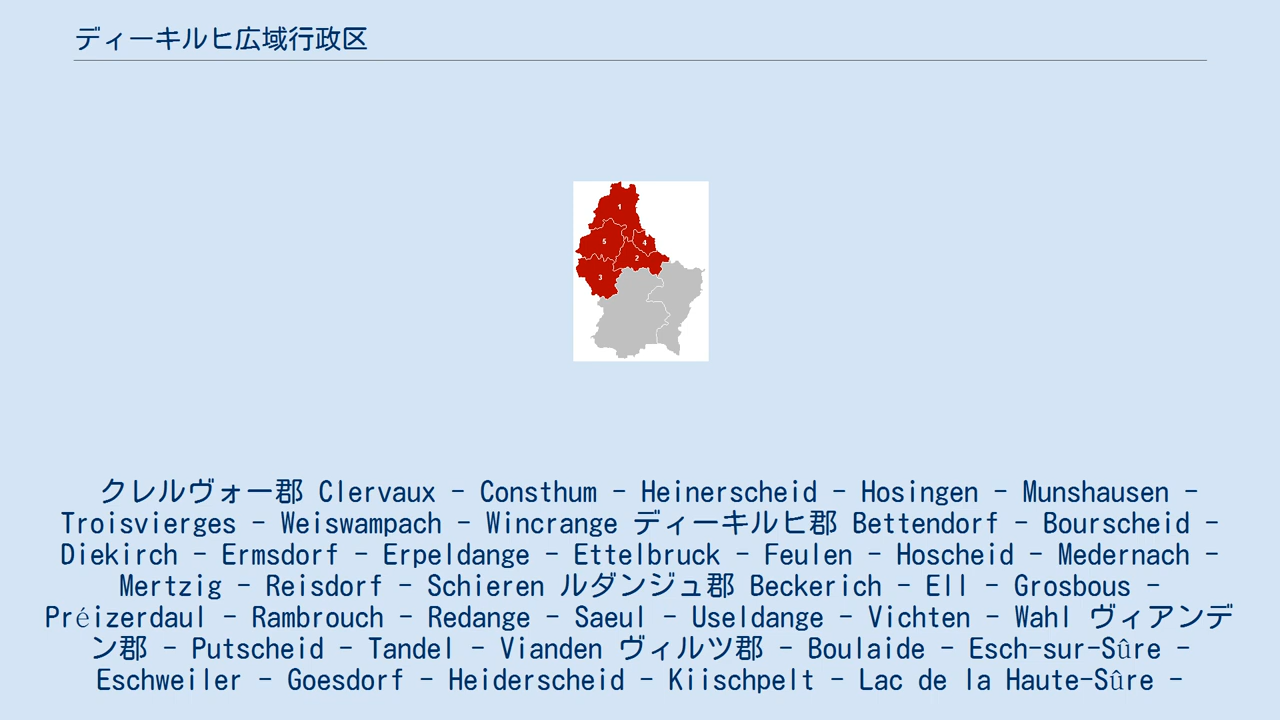 ディーキルヒ広域行政区
1
5
4
2
3
クレルヴォー郡 Clervaux - Consthum - Heinerscheid - Hosingen - Munshausen -
Troisvierges - Weiswampach - Wincrange ディーキルヒ郡 Bettendorf - Bourscheid -
Diekirch - Ermsdorf - Erpeldange - Ettelbruck - Feulen - Hoscheid - Medernach -
Mertzig - Reisdorf - Schieren ルダンジュ郡 Beckerich - Ell - Grosbous -
Préizerdaul - Rambrouch - Redange - Saeul - Useldange - Vichten - Wahl ヴィアンデ
ン郡 - Putscheid - Tandel - Vianden ヴィルツ郡 - Boulaide - Esch-sur-Sûre -
Eschweiler - Goesdorf - Heiderscheid - Kiischpelt - Lac de la Haute-Sûre -